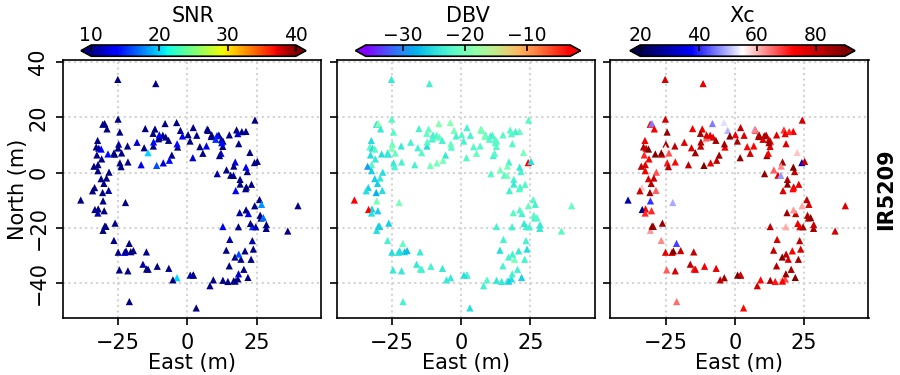 SNR DBV Xc
10 20 30 40 −30 −20 −10 20 40 60 80
40
20
0
−20
−40
North (m)
−25 0 25 −25 0 25 −25 0 25
East (m) East (m) East (m)
IR5209